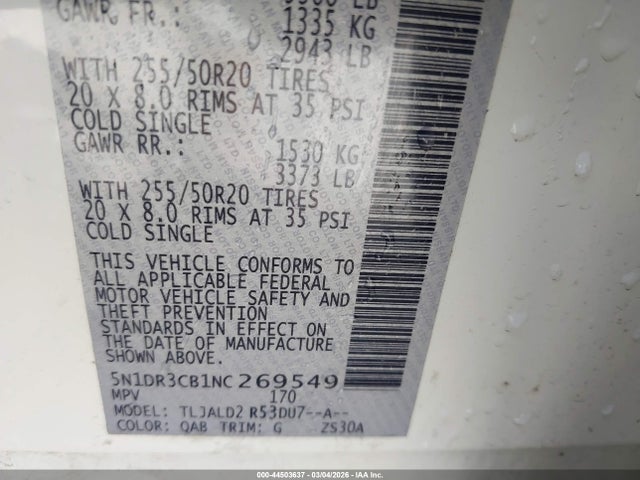 GAWR FR.: 1335 KG
2943 LB
WITH 255/50R20 TIRES
20 X 8.0 RIMS AT 35 PSI
COLD SINGLE
GAWR RR.: 1530 KG
3373 LB
WITH 255/50R20 TIRES
20 X 8.0 RIMS AT 35 PSI
COLD SINGLE
THIS VEHICLE CONFORMS TO
ALL APPLICABLE FEDERAL
MOTOR VEHICLE SAFETY AND
THEFT PREVENTION
STANDARDS IN EFFECT ON
THE DATE OF MANUFACTURE
SHOWN ABOVE.
5N1DR3CB1NC269549
MPV 170
MODEL: TLJALD2 R53DU7--A--
COLOR: QAB TRIM: G ZS30A
000-44503637 - 03/04/2026 - IAA Inc.